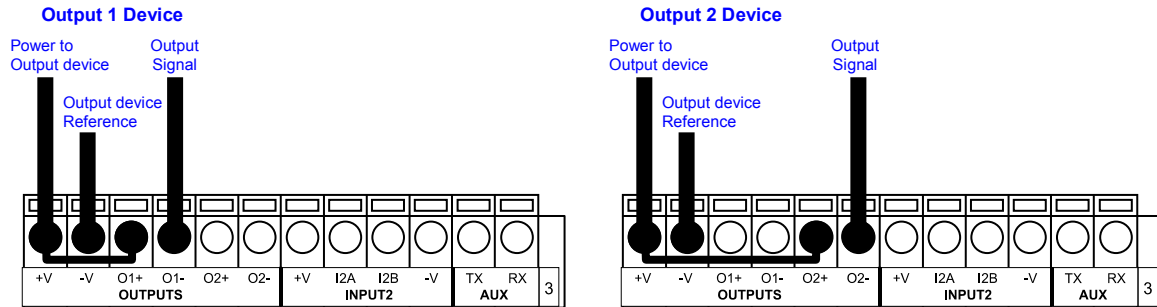 Output 1 Device
Power to
Output device
Output
Signal
Output device
Reference
+V -V O1+ O1- O2+ O2- +V I2A I2B -V TX RX 3
OUTPUTS INPUT2 AUX
Output 2 Device
Power to
Output device
Output
Signal
Output device
Reference
+V -V O1+ O1- O2+ O2- +V I2A I2B -V TX RX 3
OUTPUTS INPUT2 AUX